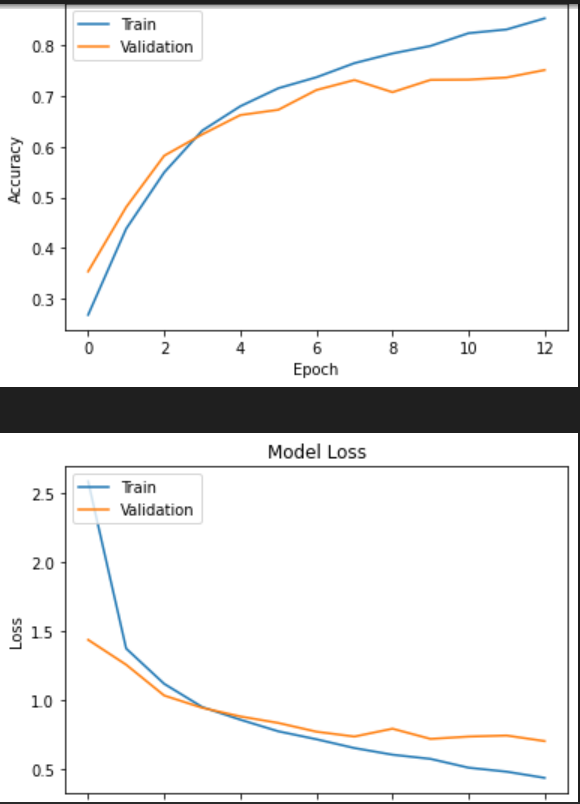 Train
Validation
0.8
0.7
0.6
0.5
0.4
0.3
Accuracy
0 2 4 6 8 10 12
Epoch
Model Loss
Train
Validation
2.5
2.0
1.5
1.0
0.5
Loss